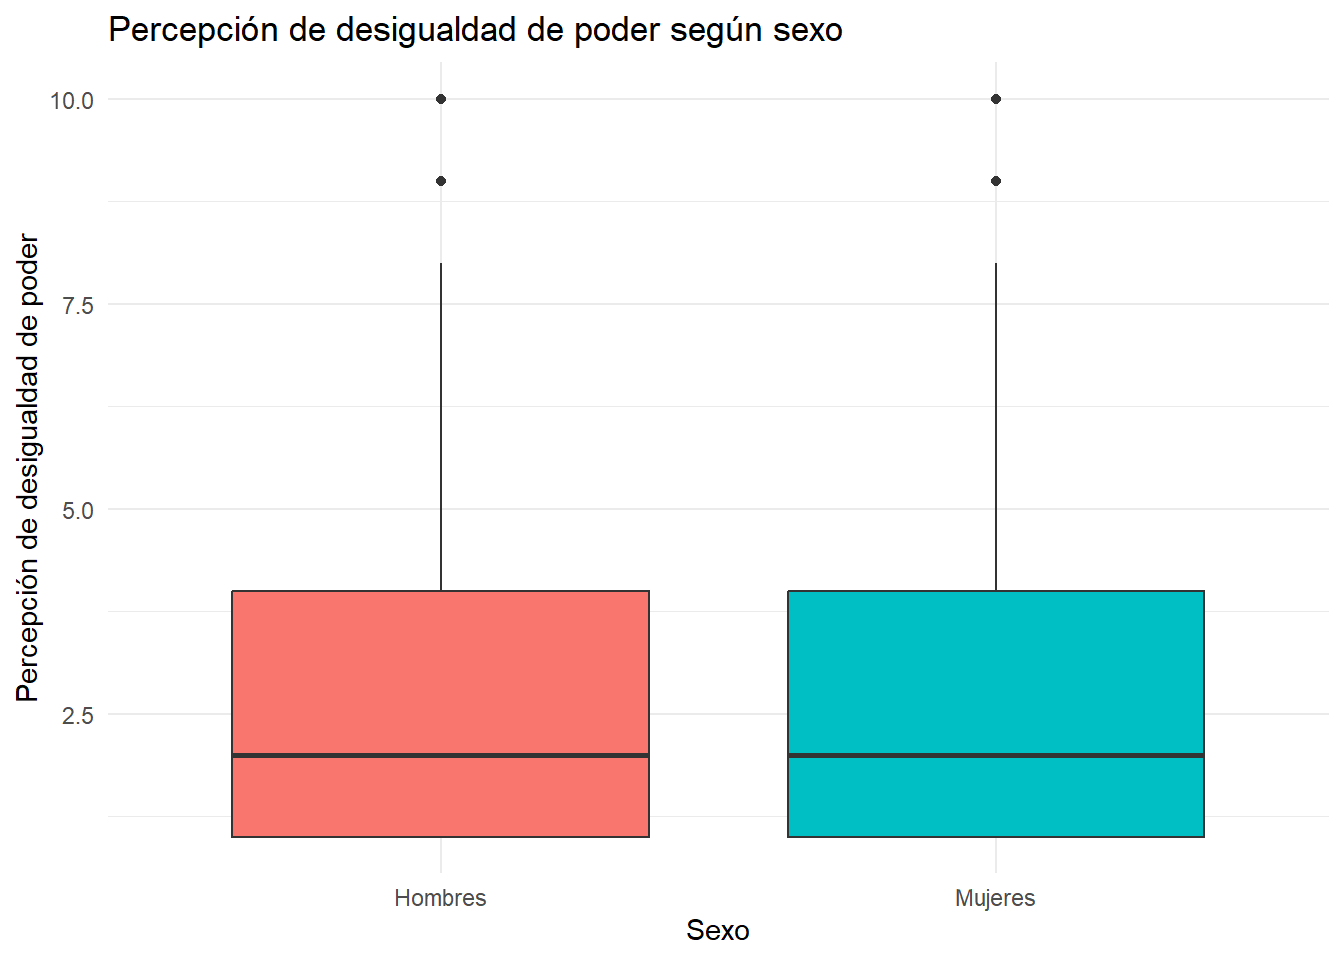 Percepción de desigualdad de poder según sexo
Percepción de desigualdad de poder
10.0
7.5
5.0
2.5
Hombres
Mujeres
Sexo